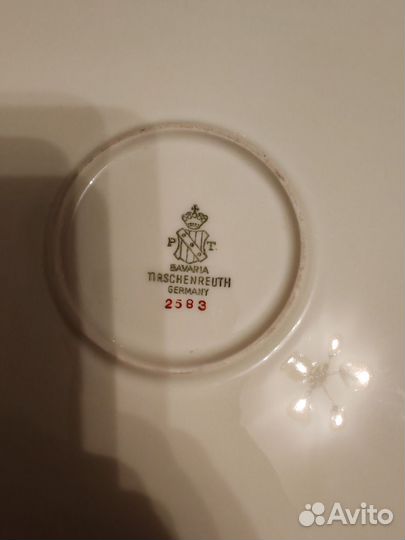 P T.
BAVARIA
TIRSCHENREUTH
GERMANY
2583
Avito